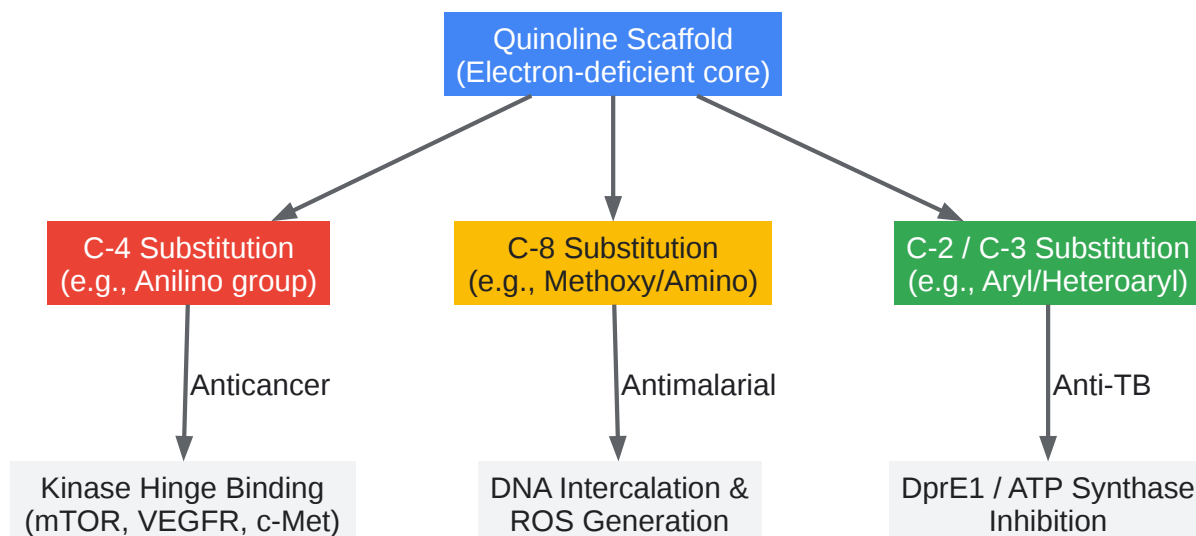 Quinoline Scaffold
(Electron-deficient core)
C-4 Substitution
(e.g., Anilino group)
C-8 Substitution
(e.g., Methoxy/Amino)
C-2 / C-3 Substitution
(e.g., Aryl/Heteroaryl)
Anticancer
Antimalarial
Anti-TB
Kinase Hinge Binding
(mTOR, VEGFR, c-Met)
DNA Intercalation &
ROS Generation
DprE1 / ATP Synthase
Inhibition